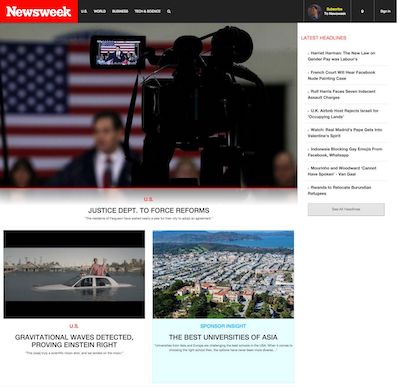 Newsweek
U.S.
WORLD
BUSINESS
TECH & SCIENCE
Subscribe
To Newsweek
0
Sign In
LATEST HEADLINES
Harriet Harman: The New Law on
Gender Pay was Labour's
French Court Will Hear Facebook
Nude Painting Case
Rolf Harris Faces Seven Indecent
Assault Charges
U.K. Airbnb Host Rejects Israeli for
'Occupying Lands'
Watch: Real Madrid's Pepe Gets Into
Valentine's Spirit
Indonesia Blocking Gay Emojis From
Facebook, Whatsapp
Mourinho and Woodward 'Cannot
Have Spoken' - Van Gaal
Rwanda to Relocate Burundian
Refugees
See All Headlines
U.S.
JUSTICE DEPT. TO FORCE REFORMS
"The residents of Ferguson have waited nearly a year for their city to adopt an agreement."
U.S.
GRAVITATIONAL WAVES DETECTED,
PROVING EINSTEIN RIGHT
"This
truly a scientific moon shot, and we landed on the moon."
SPONSOR INSIGHT
THE BEST UNIVERSITIES OF ASIA
"Universities from Asia and Europe are challenging the best schools in the USA. When it comes to
choosing the right school then, the options have never been more diverse, ...